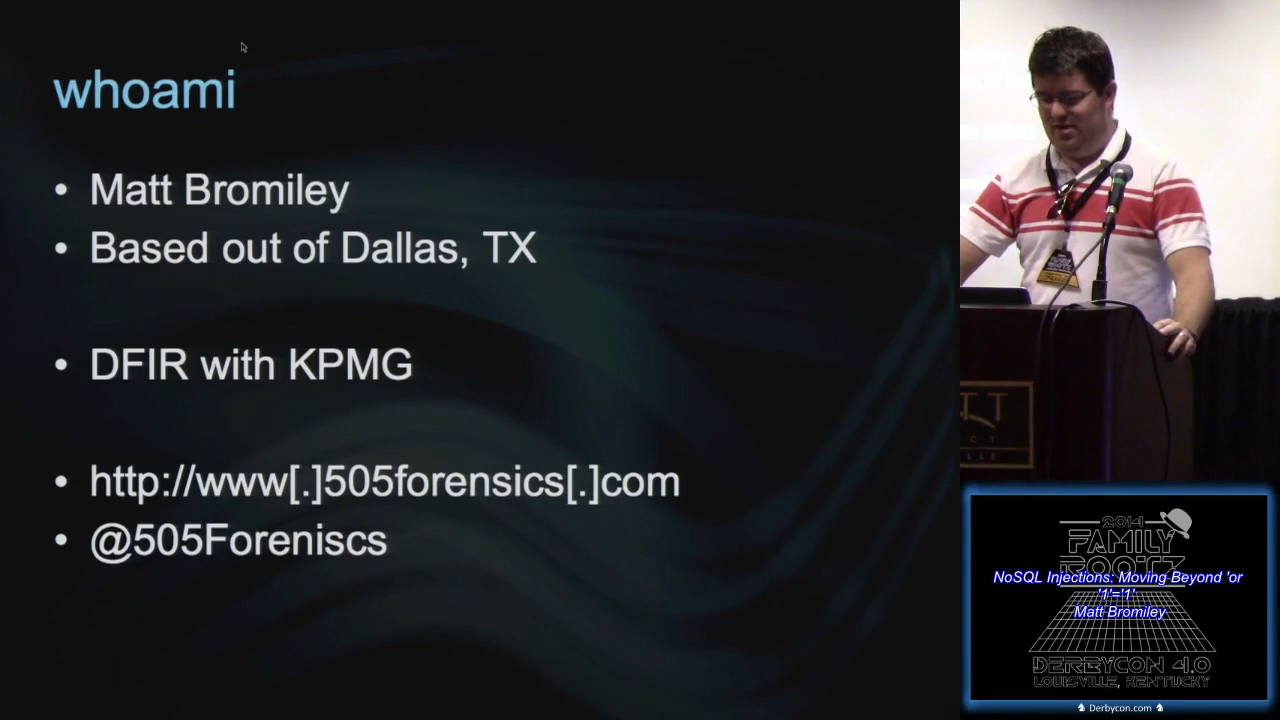 whoami
• Matt Bromiley
• Based out of Dallas, TX
• DFIR with KPMG
• http://www[.]505forensics[.]com
• @505Foreniscs
2014
FAMILY
ROOTZ
NoSQL Injections: Moving Beyond 'or
'1'='1'
Matt Bromiley
DERBYCON 4.0
LOUISVILLE, KENTUCKY
Derbycon.com